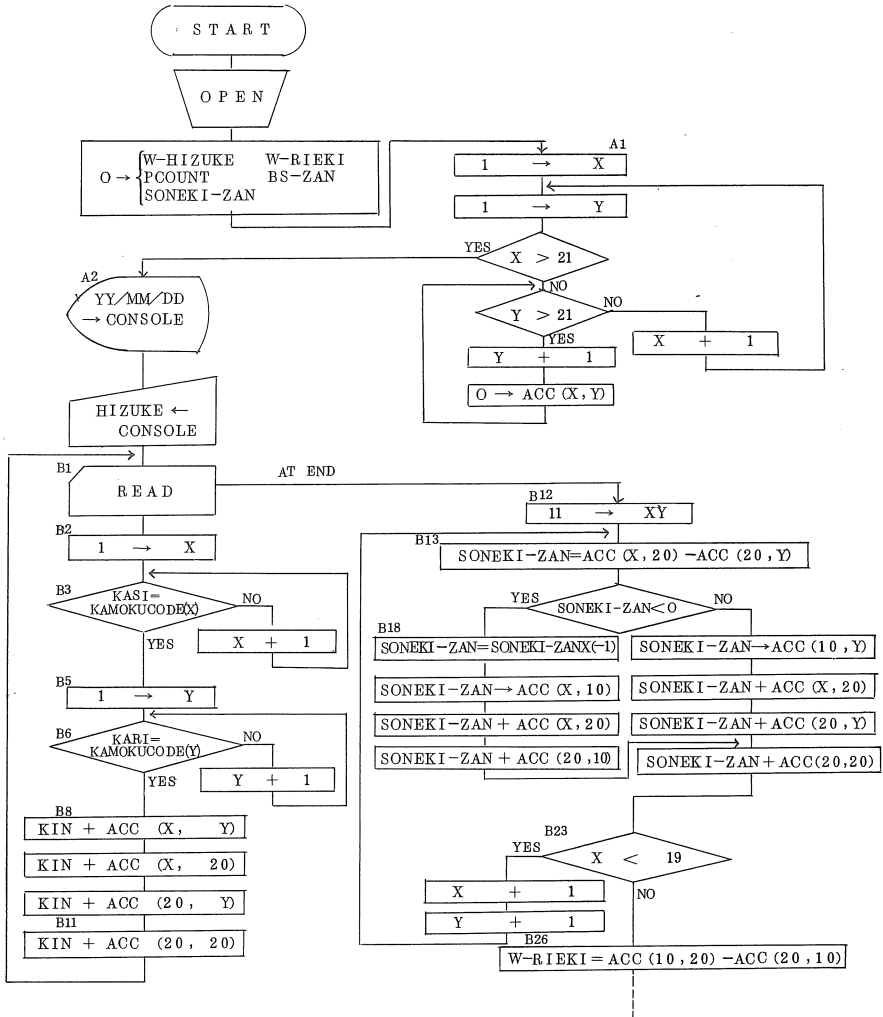 START
OPEN
0 → { W-HIZUKE W-RIEKI
PCOUNT BS-ZAN
SONEKI-ZAN
A1
1 → X
1 → Y
YES
X > 21
NO
Y > 21
NO
YES
X + 1
Y + 1
0 → ACC (X, Y)
A2
YY/MM/DD
→ CONSOLE
HIZUKE ←
CONSOLE
B1
READ
AT END
B2
1 → X
B3
KASI=
KAMOKUCODE(X)
NO
YES
X + 1
B5
1 → Y
B6
KARI=
KAMOKUCODE(Y)
NO
YES
Y + 1
B8
KIN + ACC (X, Y)
KIN + ACC (X, 20)
KIN + ACC (20, Y)
B11
KIN + ACC (20, 20)
B12
11 → XY
B13
SONEKI-ZAN=ACC (X,20) -ACC (20,Y)
YES
SONEKI-ZAN<0
NO
B18
SONEKI-ZAN=SONEKI-ZANX(-1)
SONEKI-ZAN→ACC (X,10)
SONEKI-ZAN+ACC (X,20)
SONEKI-ZAN+ACC (20,10)
SONEKI-ZAN→ACC (10,Y)
SONEKI-ZAN+ACC (X,20)
SONEKI-ZAN+ACC (20,Y)
SONEKI-ZAN+ACC(20,20)
B23
YES
X < 19
NO
X + 1
Y + 1
B26
W-RIEKI=ACC (10,20) -ACC (20,10)